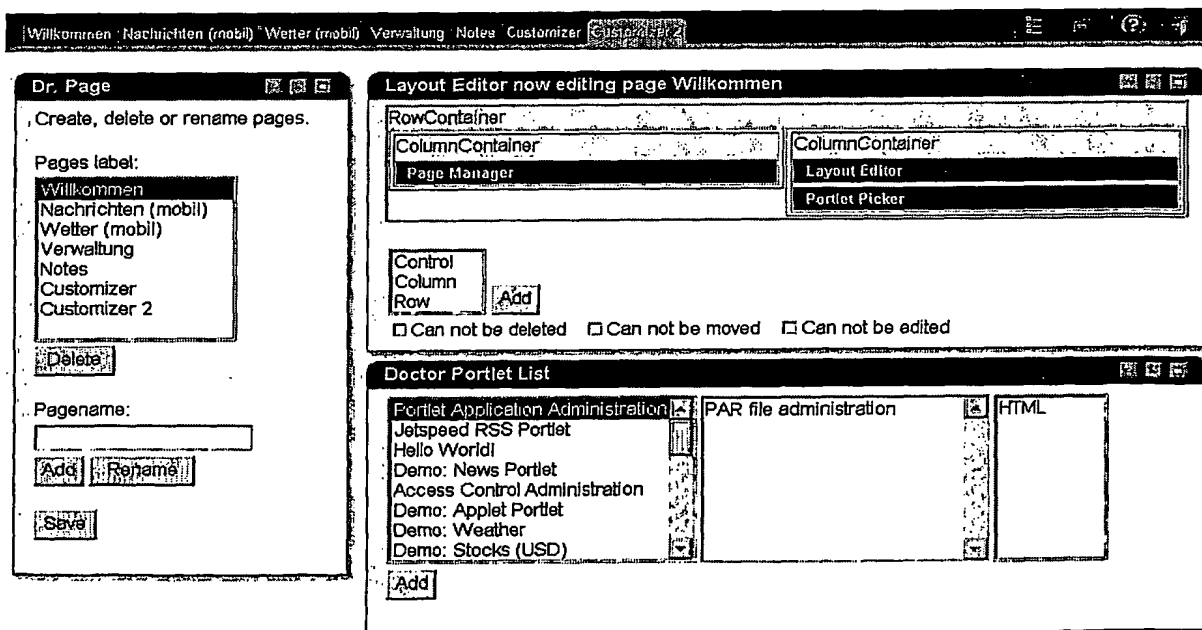 Willkommen Nachrichten (mobil) Wetter (mobil) Verwaltung Notes Customizer Customizer 2
Dr. Page
Create, delete or rename pages.
Pages label:
Willkommen
Nachrichten (mobil)
Wetter (mobil)
Verwaltung
Notes
Customizer
Customizer 2
Delete
Pagename:
Add Rename
Save
Layout Editor now editing page Willkommen
RowContainer
ColumnContainer
Page Manager
ColumnContainer
Layout Editor
Portlet Picker
Control
Column
Row
Add
Can not be deleted Can not be moved Can not be edited
Doctor Portlet List
Portlet Application Administration
Jetspeed RSS Portlet
Hello World!
Demo: News Portlet
Access Control Administration
Demo: Applet Portlet
Demo: Weather
Demo: Stocks (USD)
PAR file administration
HTML
Add